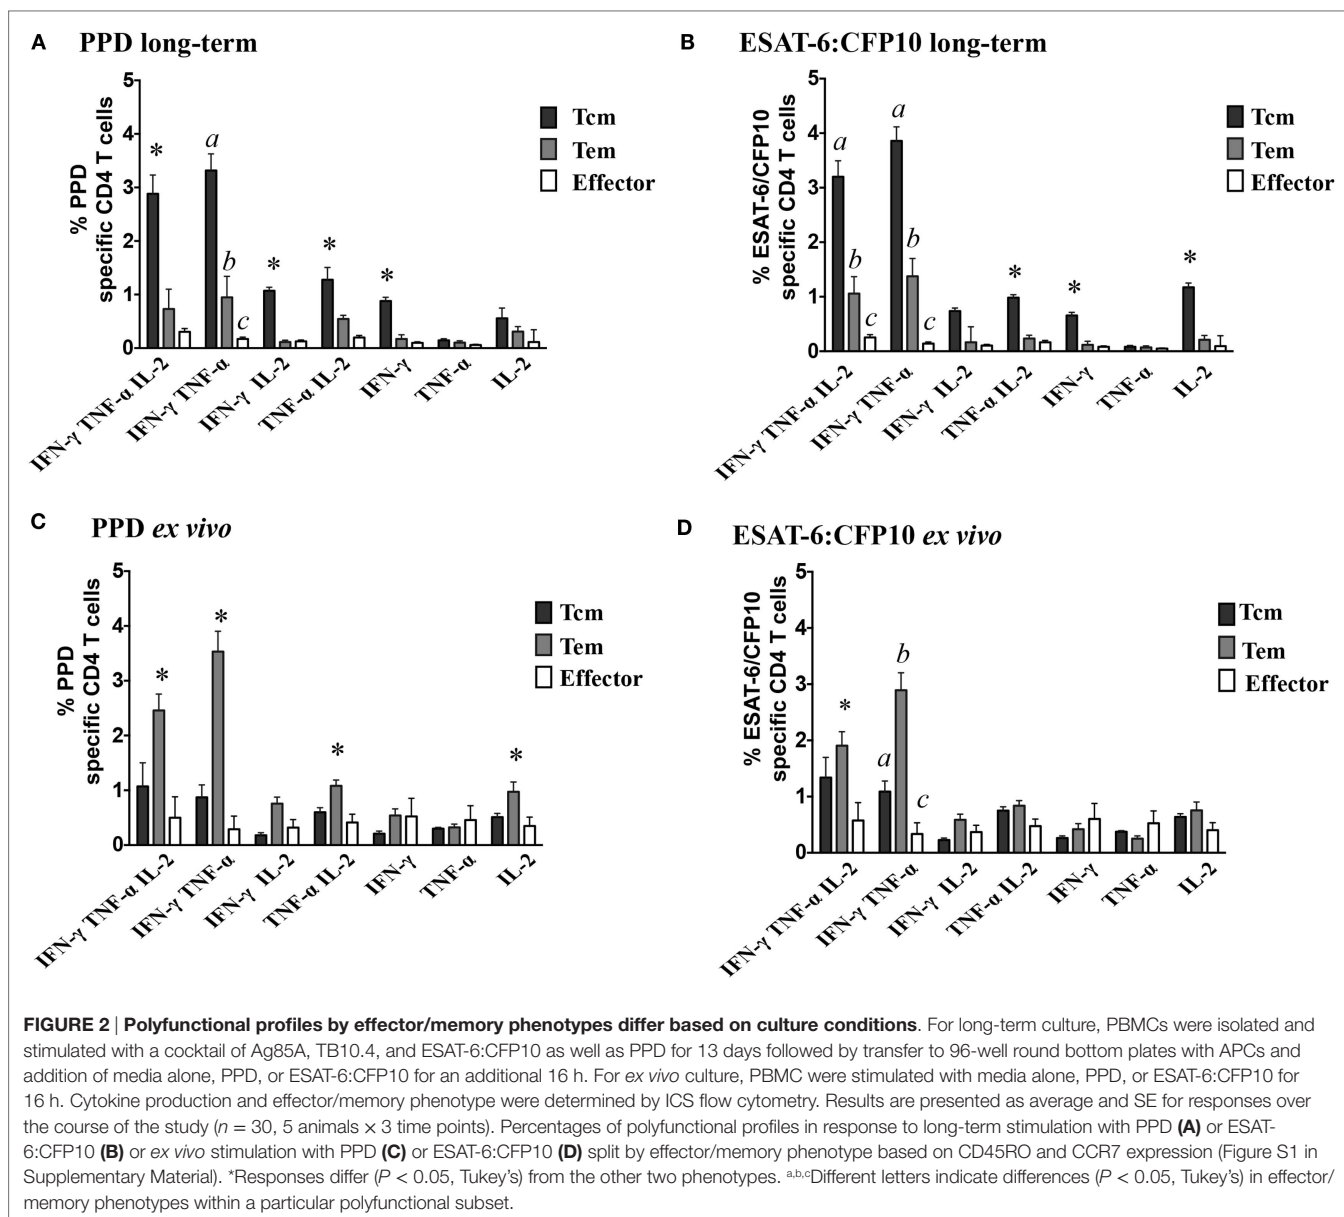 A PPD long-term
5
4
3
2
1
0
% PPD
specific CD4 T cells
* a b c * * *
Tcm
Tem
Effector
IFN-γ TNF-α IL-2
IFN-γ TNF-α
IFN-γ IL-2
TNF-α IL-2
IFN-γ
TNF-α
IL-2
B ESAT-6:CFP10 long-term
5
4
3
2
1
0
% ESAT-6/CFP10
specific CD4 T cells
a b c a b c * * *
Tcm
Tem
Effector
IFN-γ TNF-α IL-2
IFN-γ TNF-α
IFN-γ IL-2
TNF-α IL-2
IFN-γ
TNF-α
IL-2
C PPD ex vivo
5
4
3
2
1
0
% PPD
specific CD4 T cells
* * * *
Tcm
Tem
Effector
IFN-γ TNF-α IL-2
IFN-γ TNF-α
IFN-γ IL-2
TNF-α IL-2
IFN-γ
TNF-α
IL-2
D ESAT-6:CFP10 ex vivo
5
4
3
2
1
0
% ESAT-6/CFP10
specific CD4 T cells
* a b c
Tcm
Tem
Effector
IFN-γ TNF-α IL-2
IFN-γ TNF-α
IFN-γ IL-2
TNF-α IL-2
IFN-γ
TNF-α
IL-2
FIGURE 2 | Polyfunctional profiles by effector/memory phenotypes differ based on culture conditions. For long-term culture, PBMCs were isolated and
stimulated with a cocktail of Ag85A, TB10.4, and ESAT-6:CFP10 as well as PPD for 13 days followed by transfer to 96-well round bottom plates with APCs and
addition of media alone, PPD, or ESAT-6:CFP10 for an additional 16 h. For ex vivo culture, PBMC were stimulated with media alone, PPD, or ESAT-6:CFP10 for
16 h. Cytokine production and effector/memory phenotype were determined by ICS flow cytometry. Results are presented as average and SE for responses over
the course of the study (n = 30, 5 animals × 3 time points). Percentages of polyfunctional profiles in response to long-term stimulation with PPD (A) or ESAT-
6:CFP10 (B) or ex vivo stimulation with PPD (C) or ESAT-6:CFP10 (D) split by effector/memory phenotype based on CD45RO and CCR7 expression (Figure S1 in
Supplementary Material). *Responses differ (P < 0.05, Tukey's) from the other two phenotypes. a,b,cDifferent letters indicate differences (P < 0.05, Tukey's) in effector/
memory phenotypes within a particular polyfunctional subset.